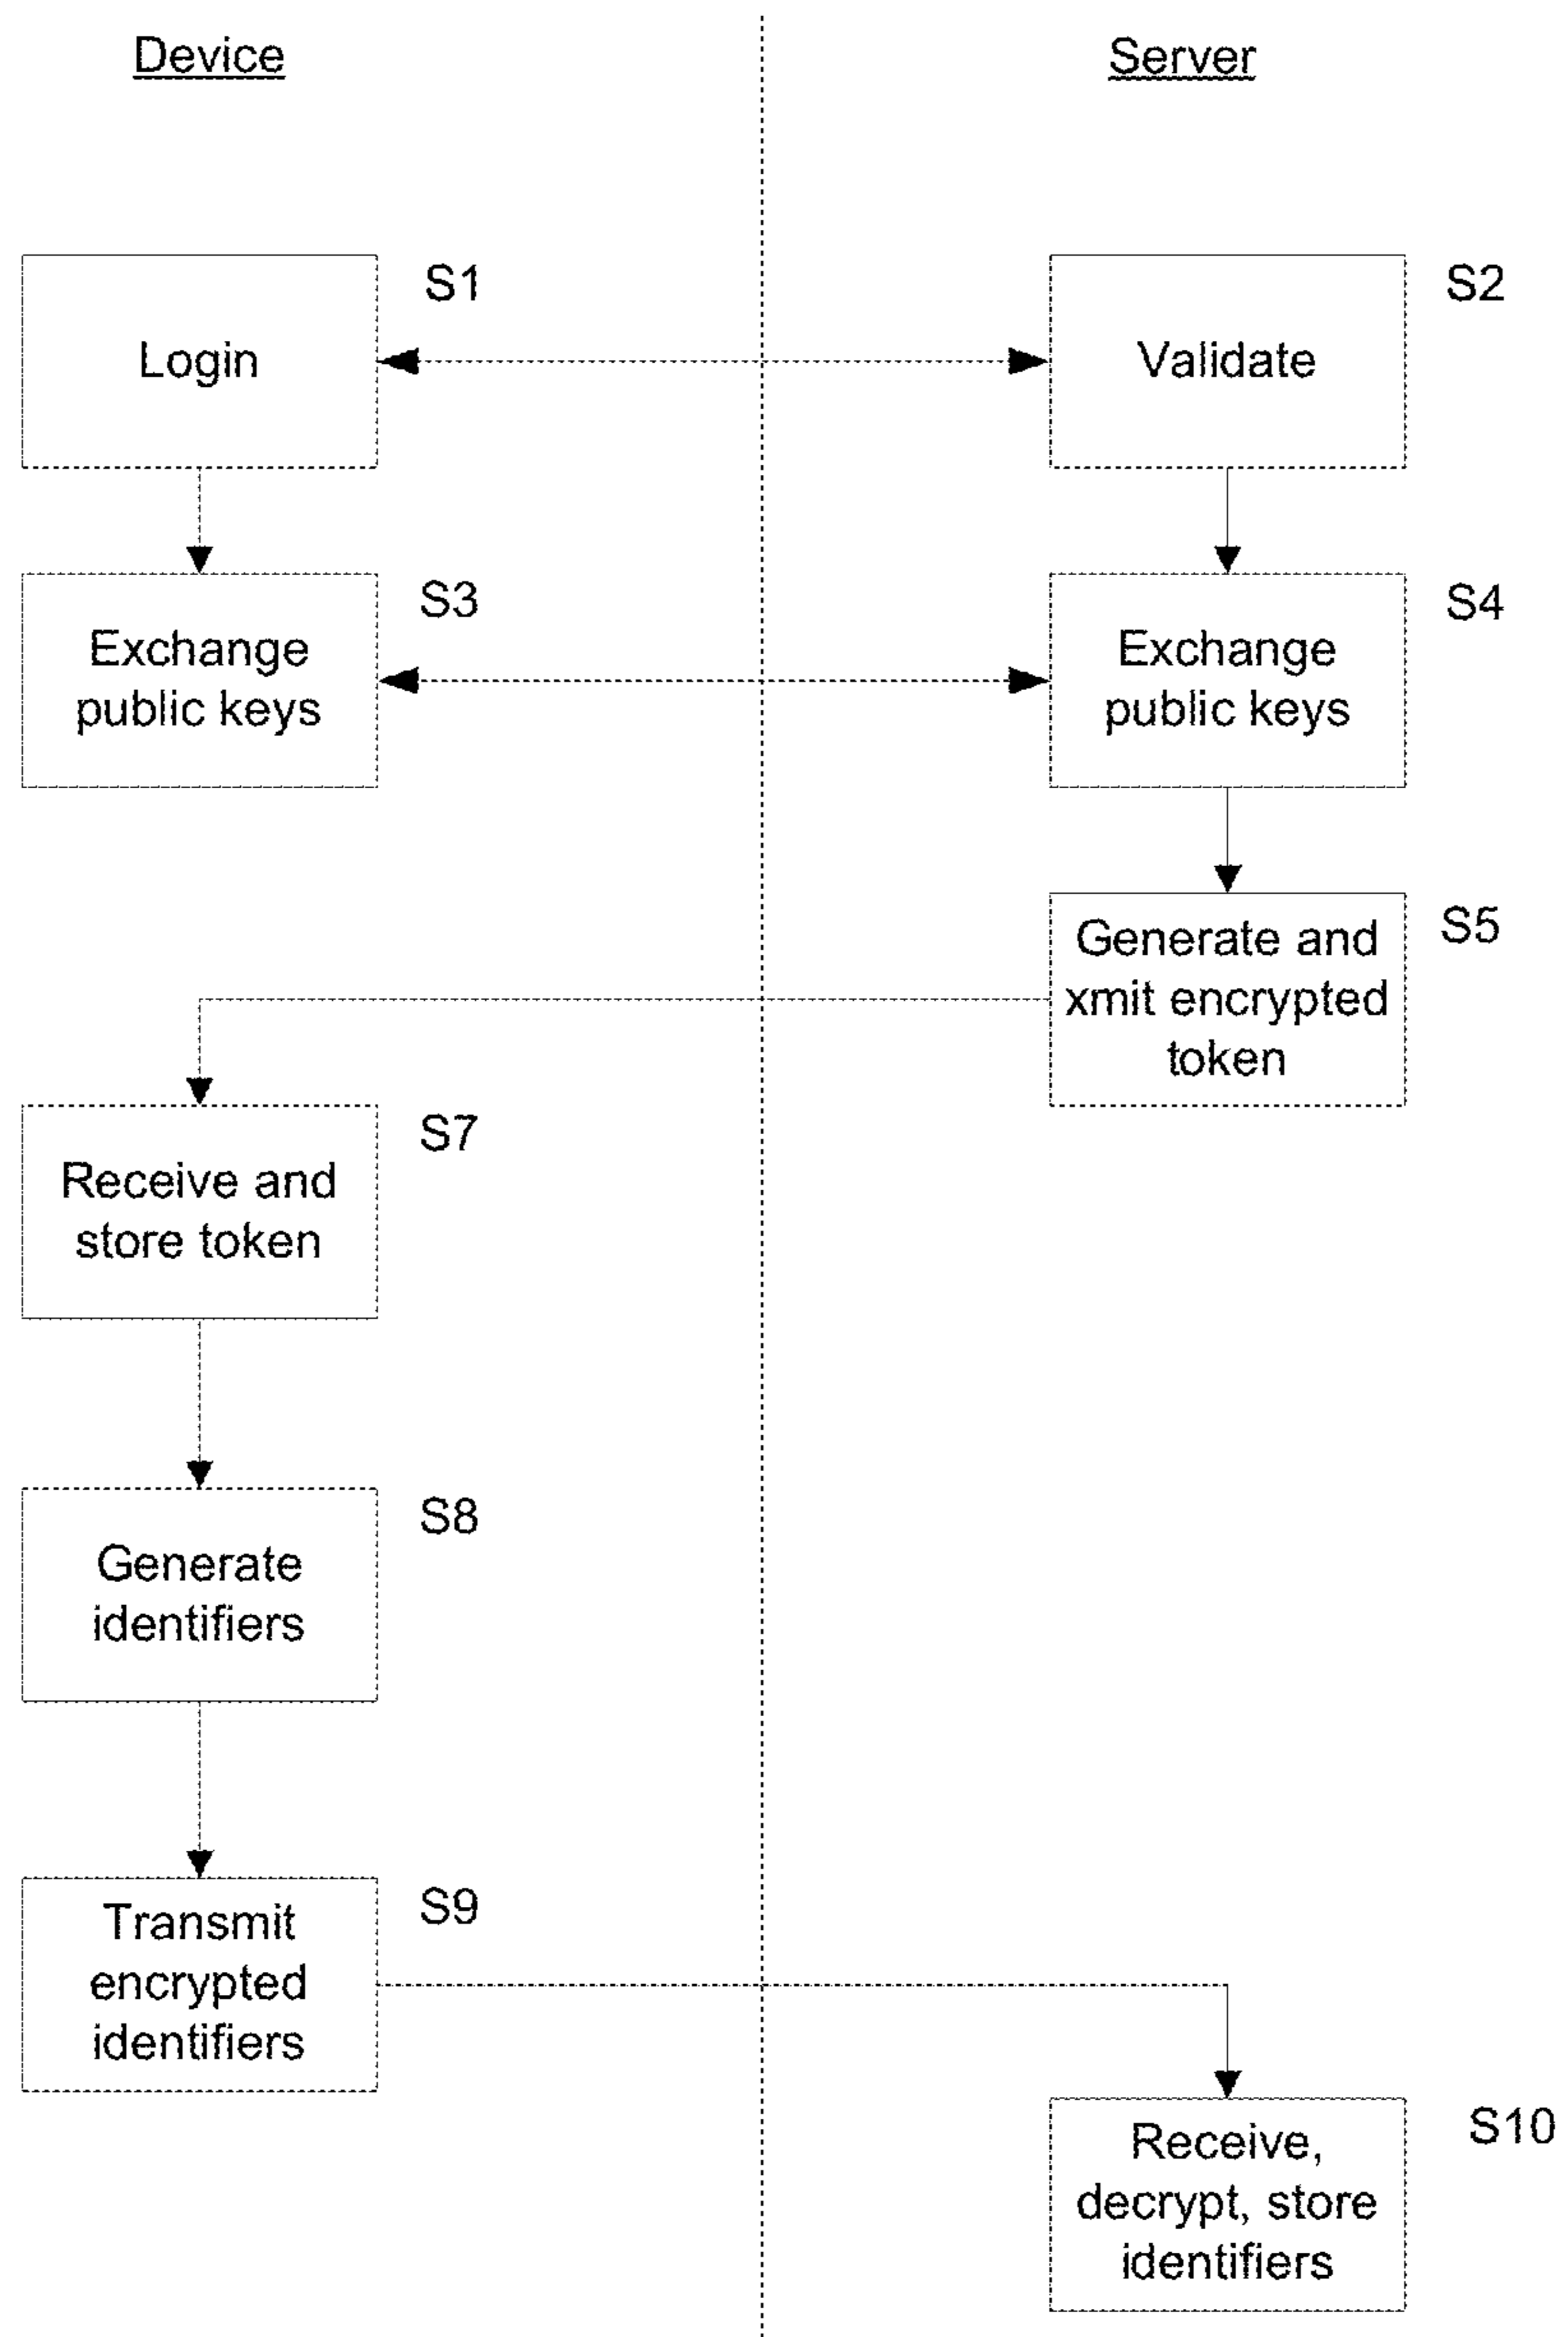 Device
Server
S1
Login
S2
Validate
S3
Exchange
public keys
S4
Exchange
public keys
S5
Generate and
xmit encrypted
token
S7
Receive and
store token
S8
Generate
identifiers
S9
Transmit
encrypted
identifiers
S10
Receive,
decrypt, store
identifiers